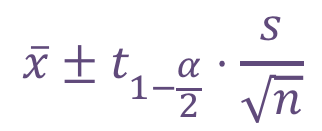 x̄ ± t_{1-α/2} · s/√n